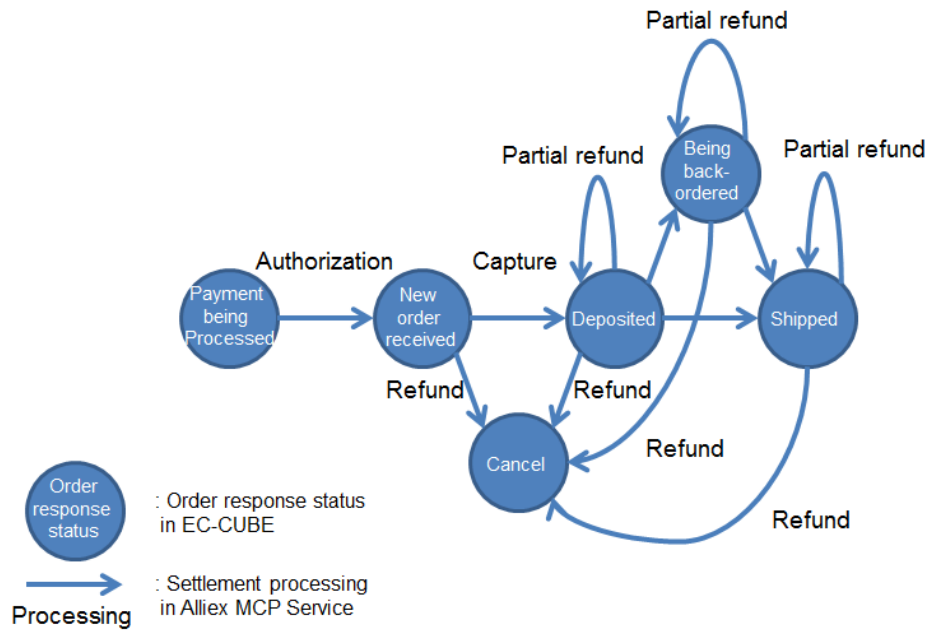 Partial refund
Being
back-
ordered
Partial refund
Partial refund
Authorization
Capture
Payment
being
Processed
New
order
received
Deposited
Shipped
Refund
Refund
Refund
Cancel
Refund
Order
response
status
: Order response status
in EC-CUBE
: Settlement processing
in Alliex MCP Service
Processing